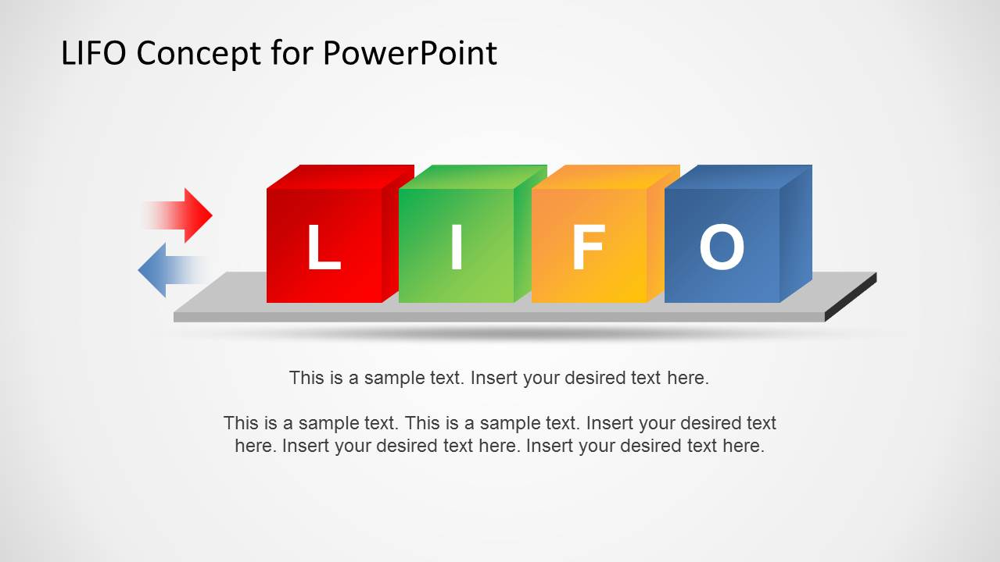 LIFO Concept for PowerPoint
L I F O
This is a sample text. Insert your desired text here.
This is a sample text. This is a sample text. Insert your desired text
here. Insert your desired text here. Insert your desired text here.